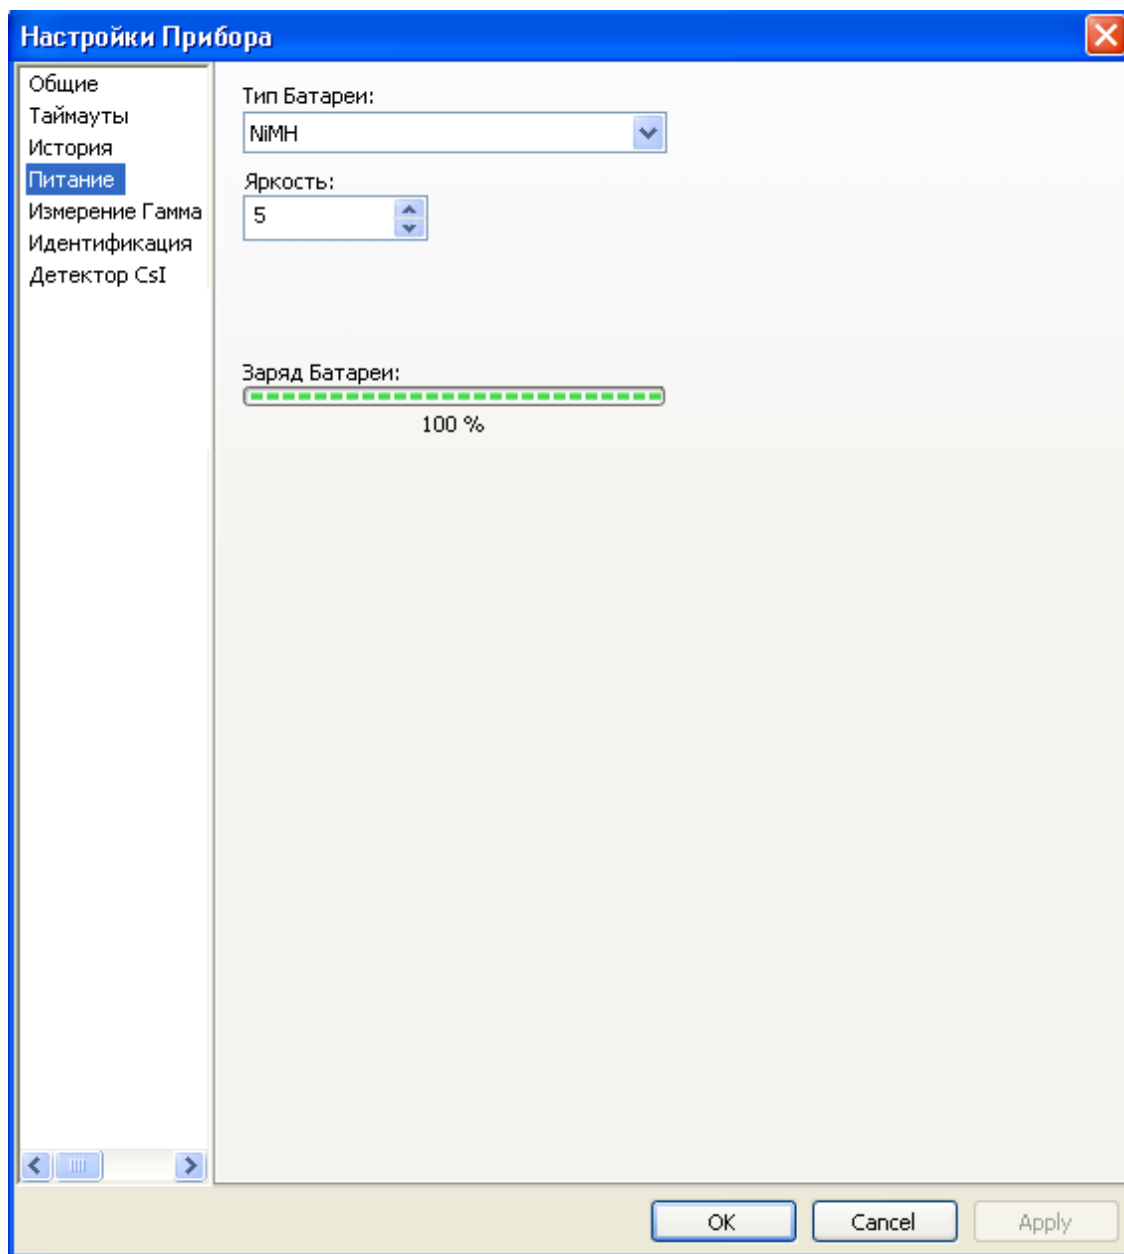 Настройки Прибора
Общие
Таймауты
История
Питание
Измерение Гамма
Идентификация
Детектор CsI
Тип Батареи:
NiMH
Яркость:
5
Заряд Батареи:
100 %
OK
Cancel
Apply